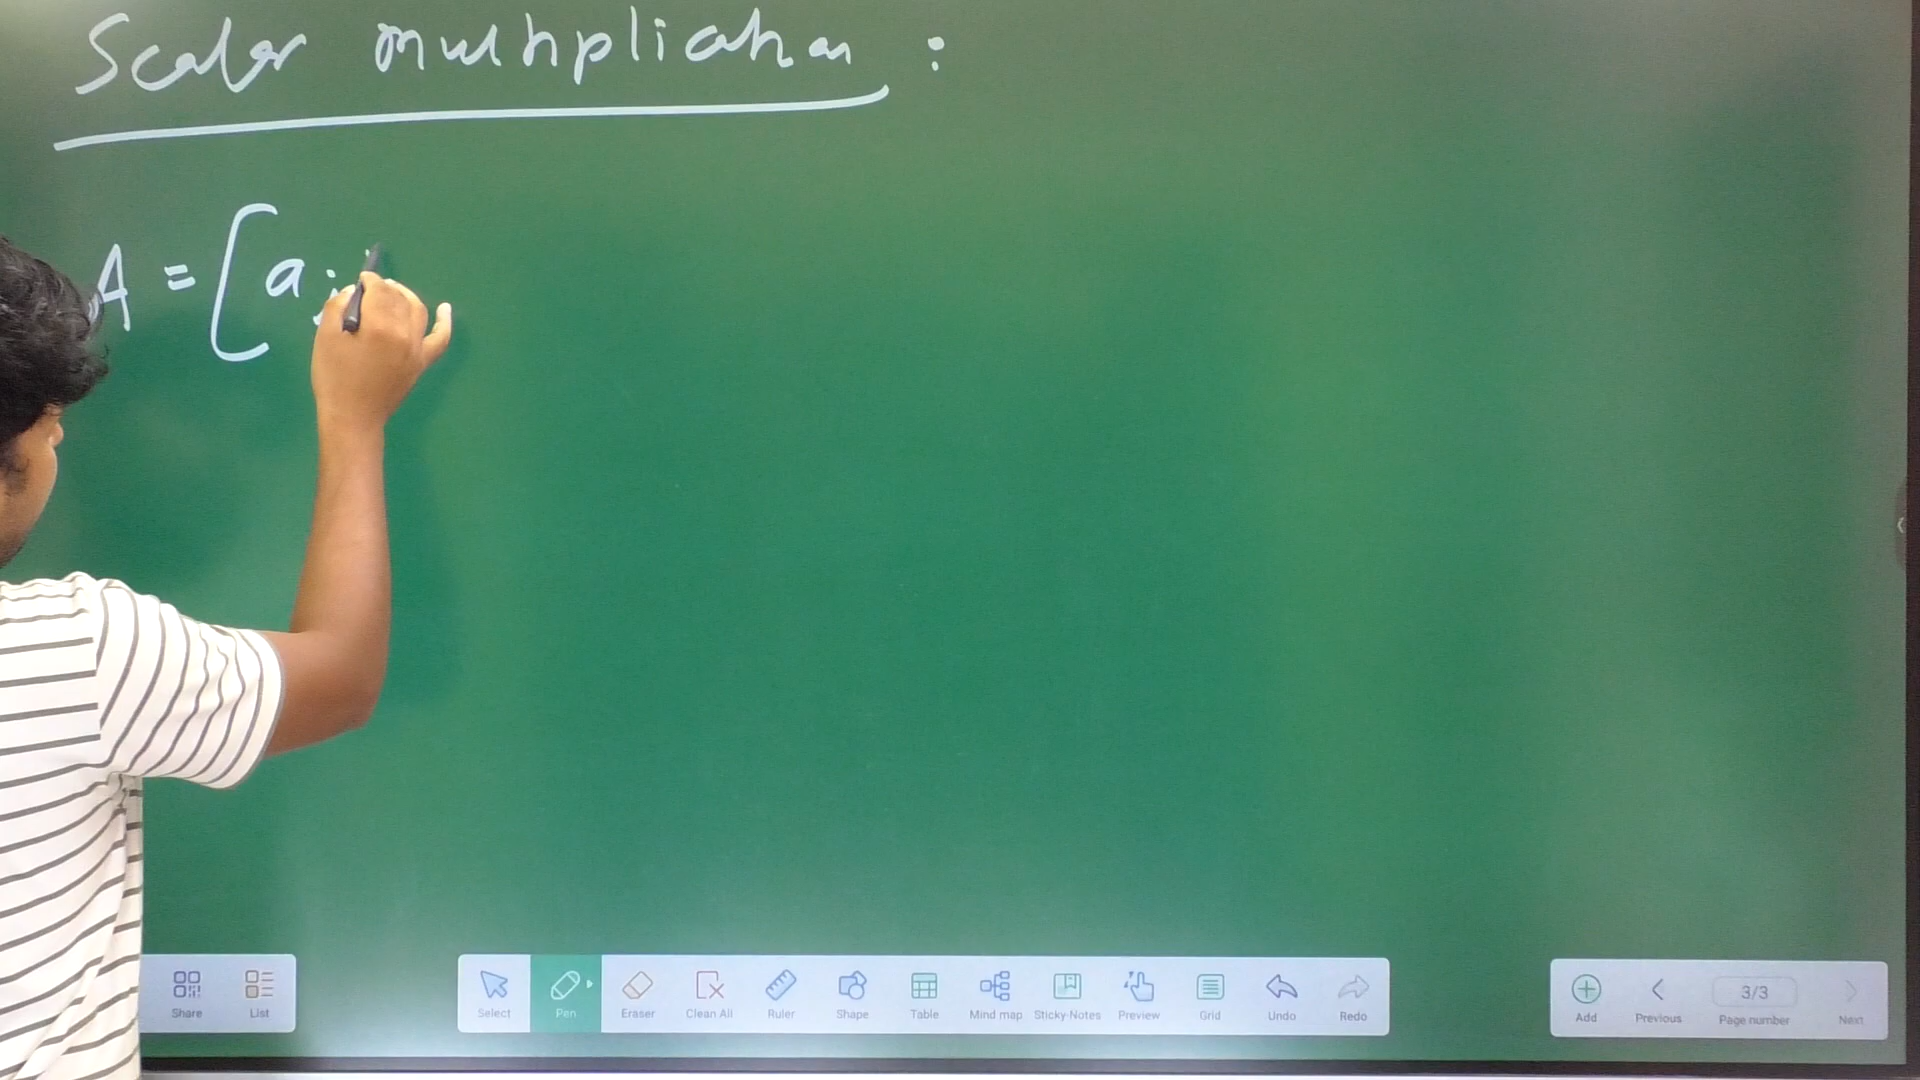 Scalar multiplication :
A = [a i
Share
List
Select
Pen
Eraser
Clean All
Ruler
Shape
Table
Mind map
Sticky Notes
Preview
Grid
Undo
Redo
Add
Previous
3/3
Page number
Next